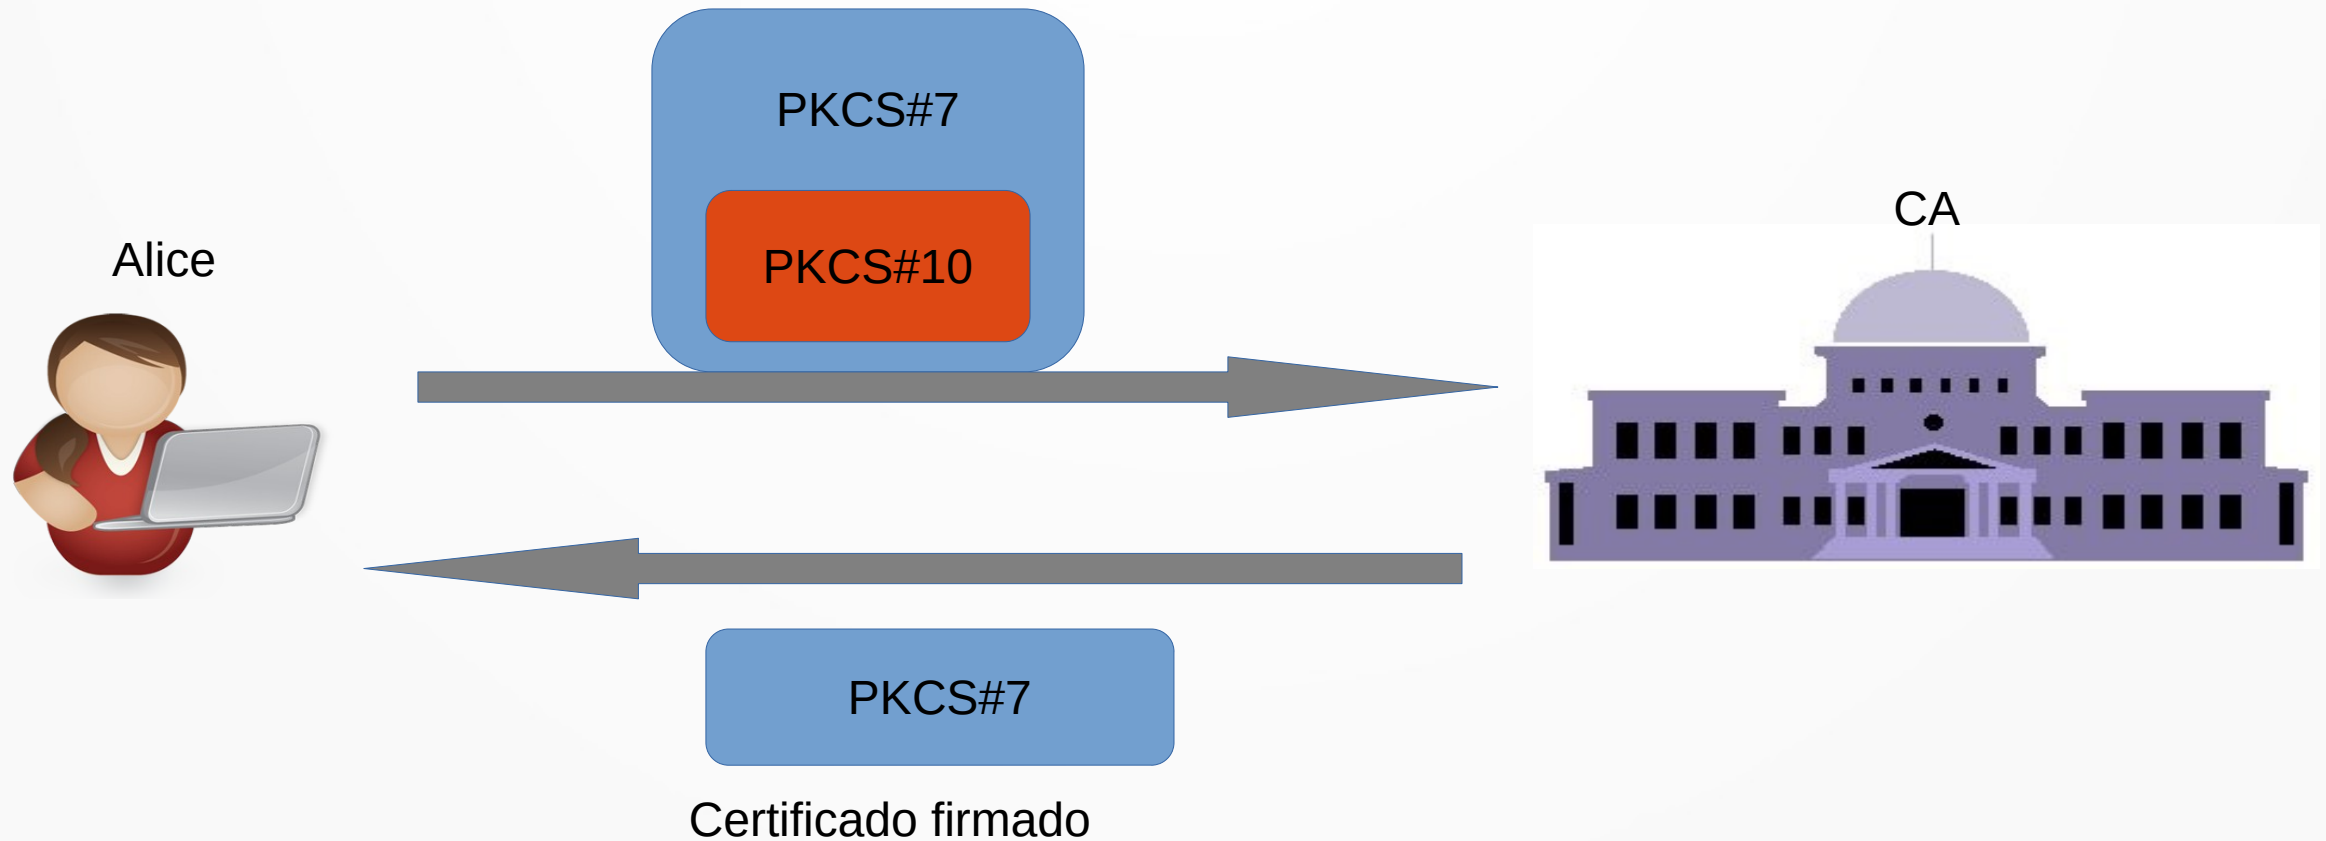 PKCS#7
PKCS#10
Alice
CA
PKCS#7
Certificado firmado